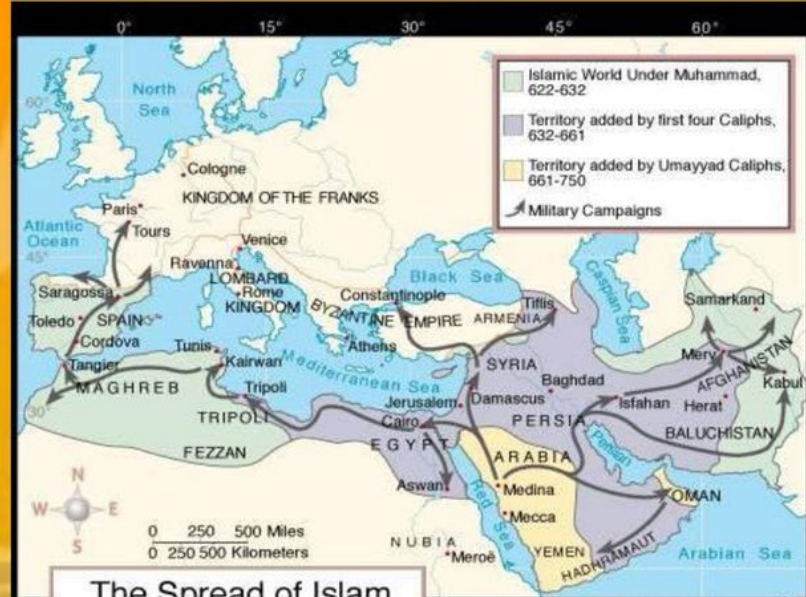 0° 15° 30° 45° 60°
Islamic World Under Muhammad,
622-632
Territory added by first four Caliphs,
632-661
Territory added by Umayyad Caliphs,
661-750
Military Campaigns
North
Sea
60°
Cologne
KINGDOM OF THE FRANKS
Paris
Tours
Atlantic
Ocean
45°
Venice
Ravenna
LOMBARD
Rome
KINGDOM
Black Sea
Caspian Sea
Constantinople
BYZANTINE EMPIRE
ARMENIA
Tiflis
Samarkand
Saragossa
Toledo
SPAIN
Cordova
Tangier
MAGHREB
Tunis
Kairwan
Athens
Mediterranean Sea
SYRIA
Baghdad
Merv
AFGHANISTAN
Kabul
Tripoli
Jerusalem
Damascus
Isfahan
Herat
30°
TRIPOLI
Cairo
PERSIA
BALUCHISTAN
FEZZAN
EGYPT
ARABIA
Persian
Aswan
Medina
OMAN
Mecca
Red Sea
N
W E
S
0 250 500 Miles
0 250 500 Kilometers
NUBIA
Meroë
YEMEN
HADHRAMAUT
Arabian Sea
The Spread of Islam